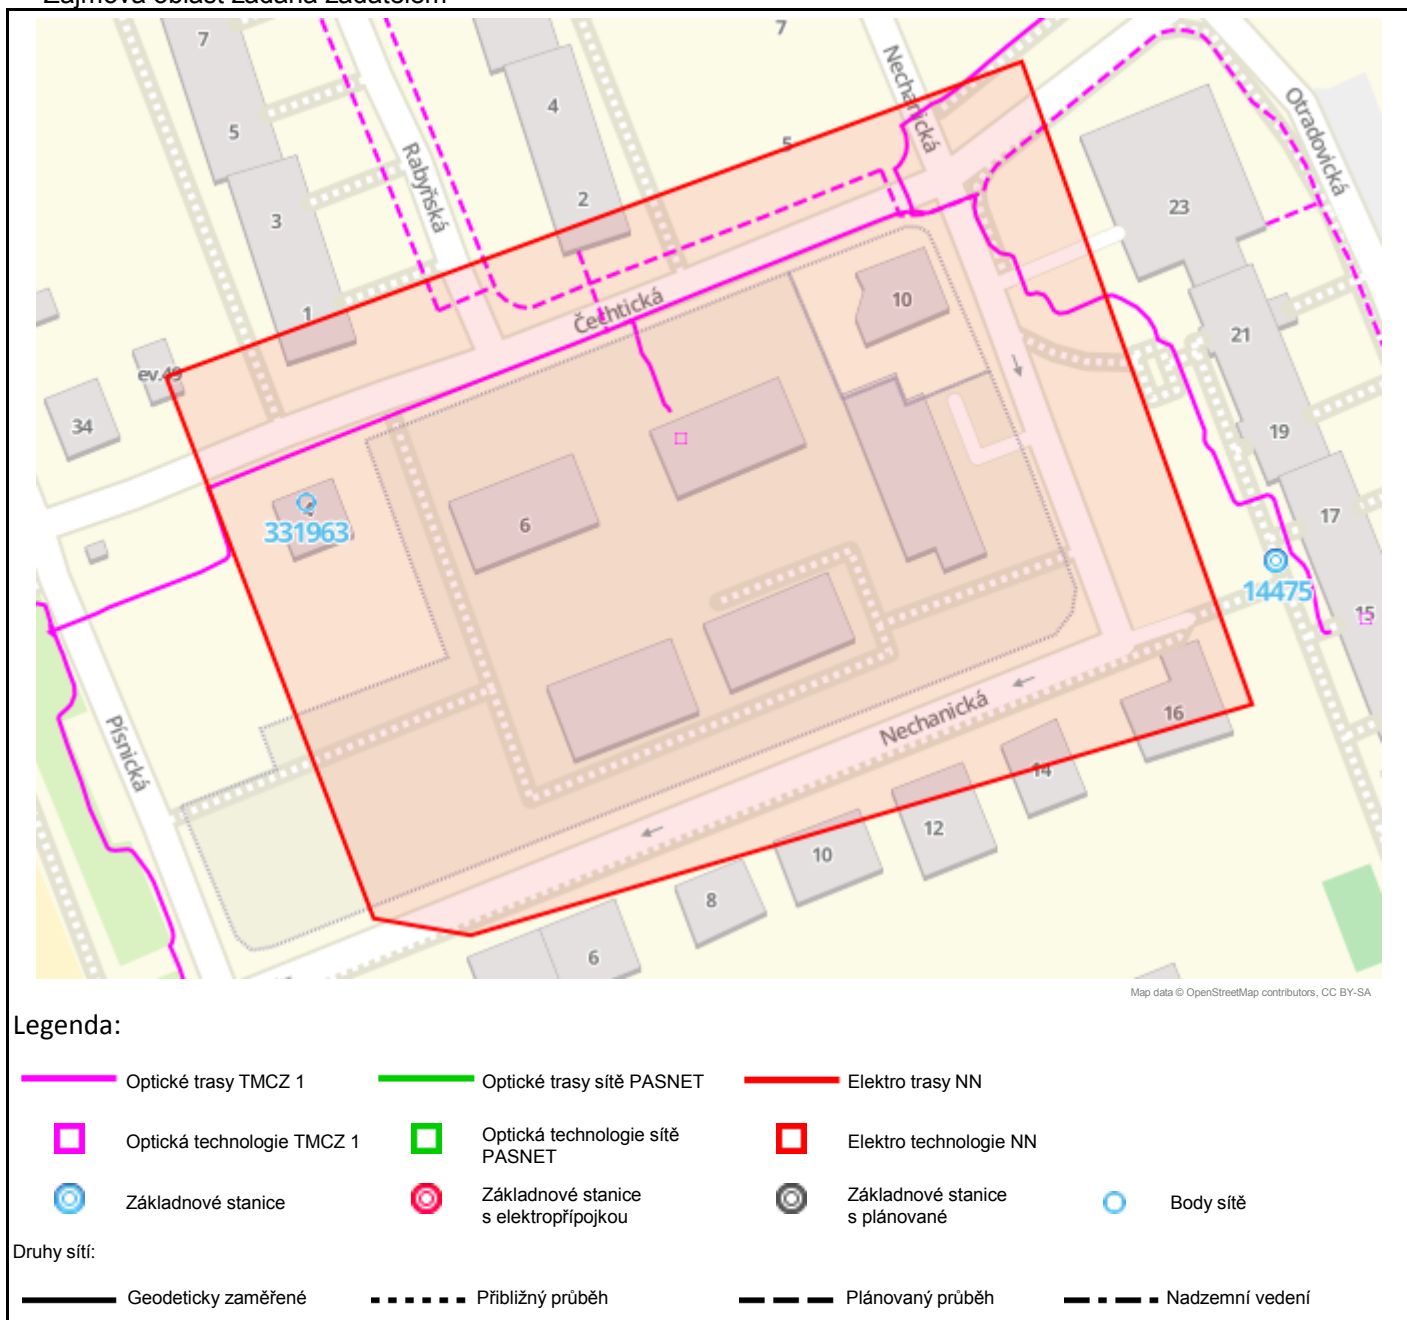 Zájmová oblast zadaná žadatelem
7
7
5
4
Nechanická
Otradovická
5
Rabyňská
2
23
3
1
Čechtická
10
21
ev.49
34
19
6
17
331963
14475
15
Písnická
Nechanická
16
14
12
10
8
6
Map data © OpenStreetMap contributors, CC BY-SA
Legenda:
Optické trasy TMCZ 1
Optické trasy sítě PASNET
Elektro trasy NN
Optická technologie TMCZ 1
Optická technologie sítě
PASNET
Elektro technologie NN
Základnové stanice
Základnové stanice
s elektropřípojkou
Základnové stanice
s plánované
Body sítě
Druhy sítí:
Geodeticky zaměřené
Přibližný průběh
Plánovaný průběh
Nadzemní vedení